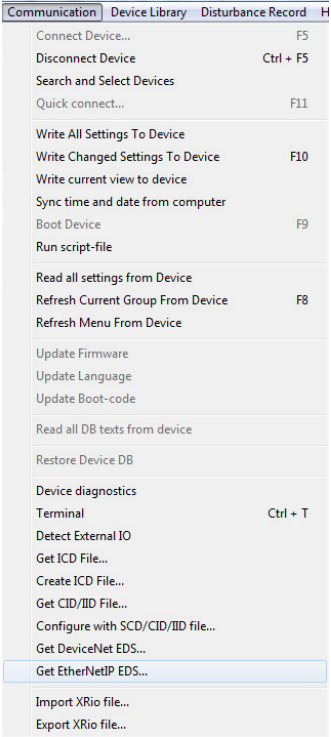 Communication Device Library Disturbance Record H
Connect Device... F5
Disconnect Device Ctrl + F5
Search and Select Devices
Quick connect... F11
Write All Settings To Device
Write Changed Settings To Device F10
Write current view to device
Sync time and date from computer
Boot Device F9
Run script-file
Read all settings from Device
Refresh Current Group From Device F8
Refresh Menu From Device
Update Firmware
Update Language
Update Boot-code
Read all DB texts from device
Restore Device DB
Device diagnostics
Terminal Ctrl + T
Detect External IO
Get ICD File...
Create ICD File...
Get CID/IID File...
Configure with SCD/CID/IID file...
Get DeviceNet EDS...
Get EtherNetIP EDS...
Import XRio file...
Export XRio file...